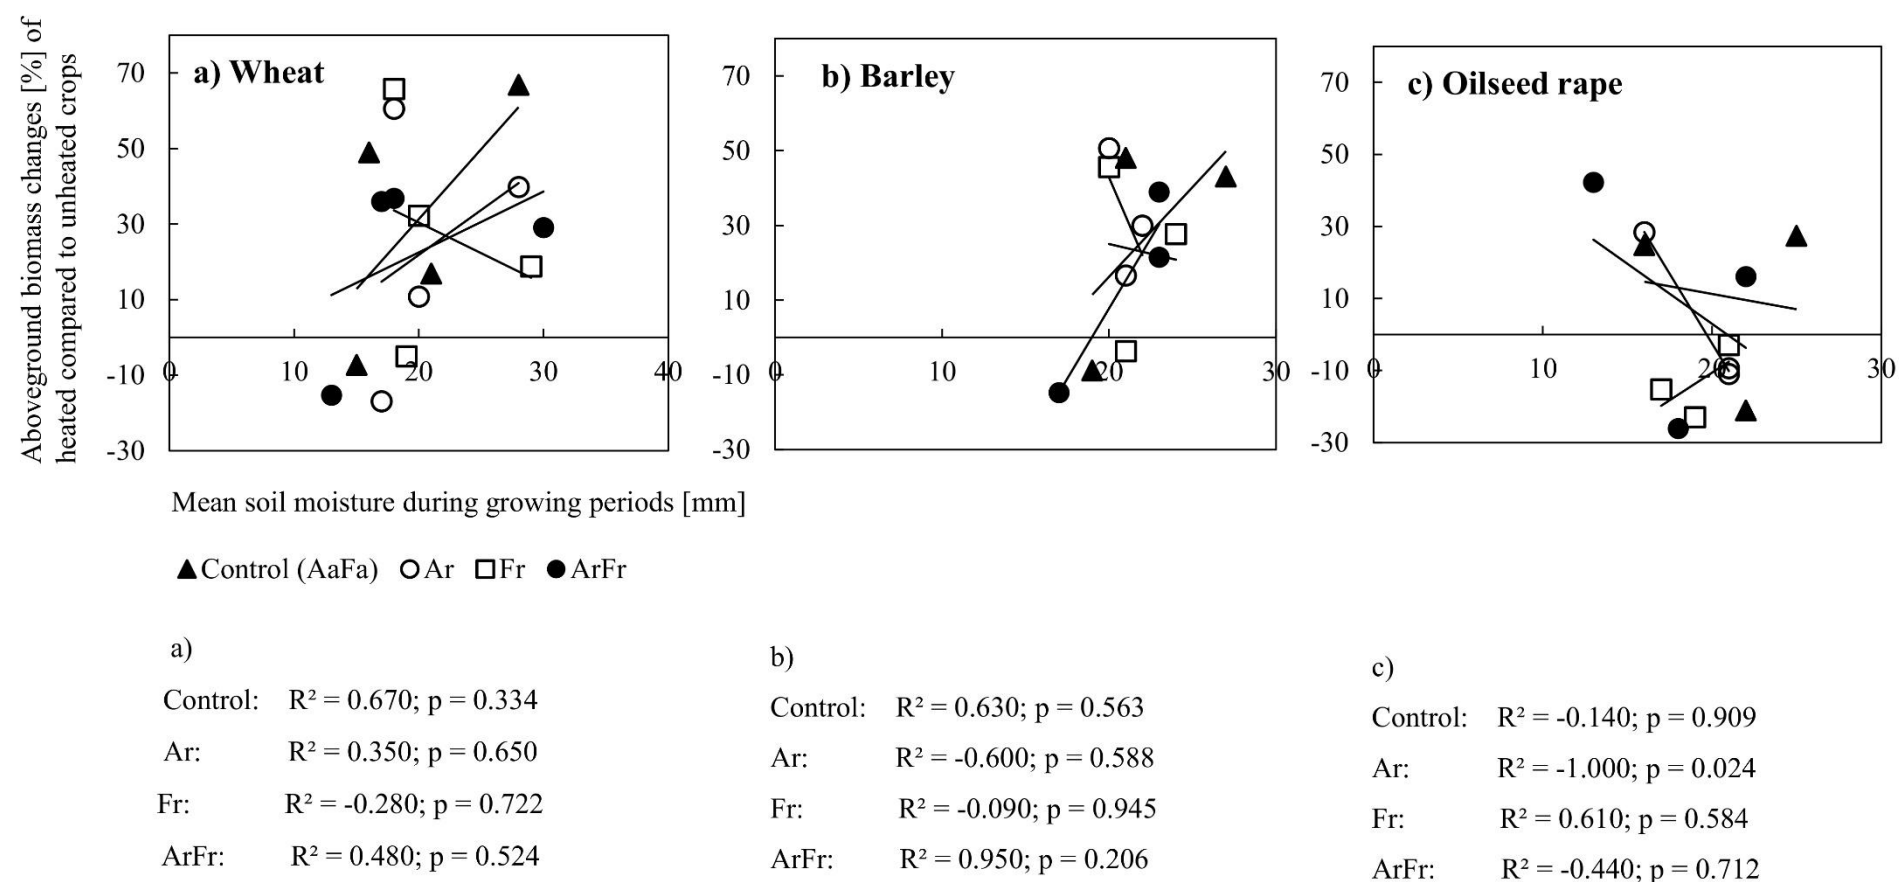 Aboveground biomass changes [%] of
heated compared to unheated crops
a) Wheat
70
50
30
10
-10
-30
0 10 20 30 40
b) Barley
70
50
30
10
-10
-30
0 10 20 30
c) Oilseed rape
70
50
30
10
-10
-30
0 10 20 30
Mean soil moisture during growing periods [mm]
Control (AaFa) Ar Fr ArFr
a)
Control: R² = 0.670; p = 0.334
Ar: R² = 0.350; p = 0.650
Fr: R² = -0.280; p = 0.722
ArFr: R² = 0.480; p = 0.524
b)
Control: R² = 0.630; p = 0.563
Ar: R² = -0.600; p = 0.588
Fr: R² = -0.090; p = 0.945
ArFr: R² = 0.950; p = 0.206
c)
Control: R² = -0.140; p = 0.909
Ar: R² = -1.000; p = 0.024
Fr: R² = 0.610; p = 0.584
ArFr: R² = -0.440; p = 0.712